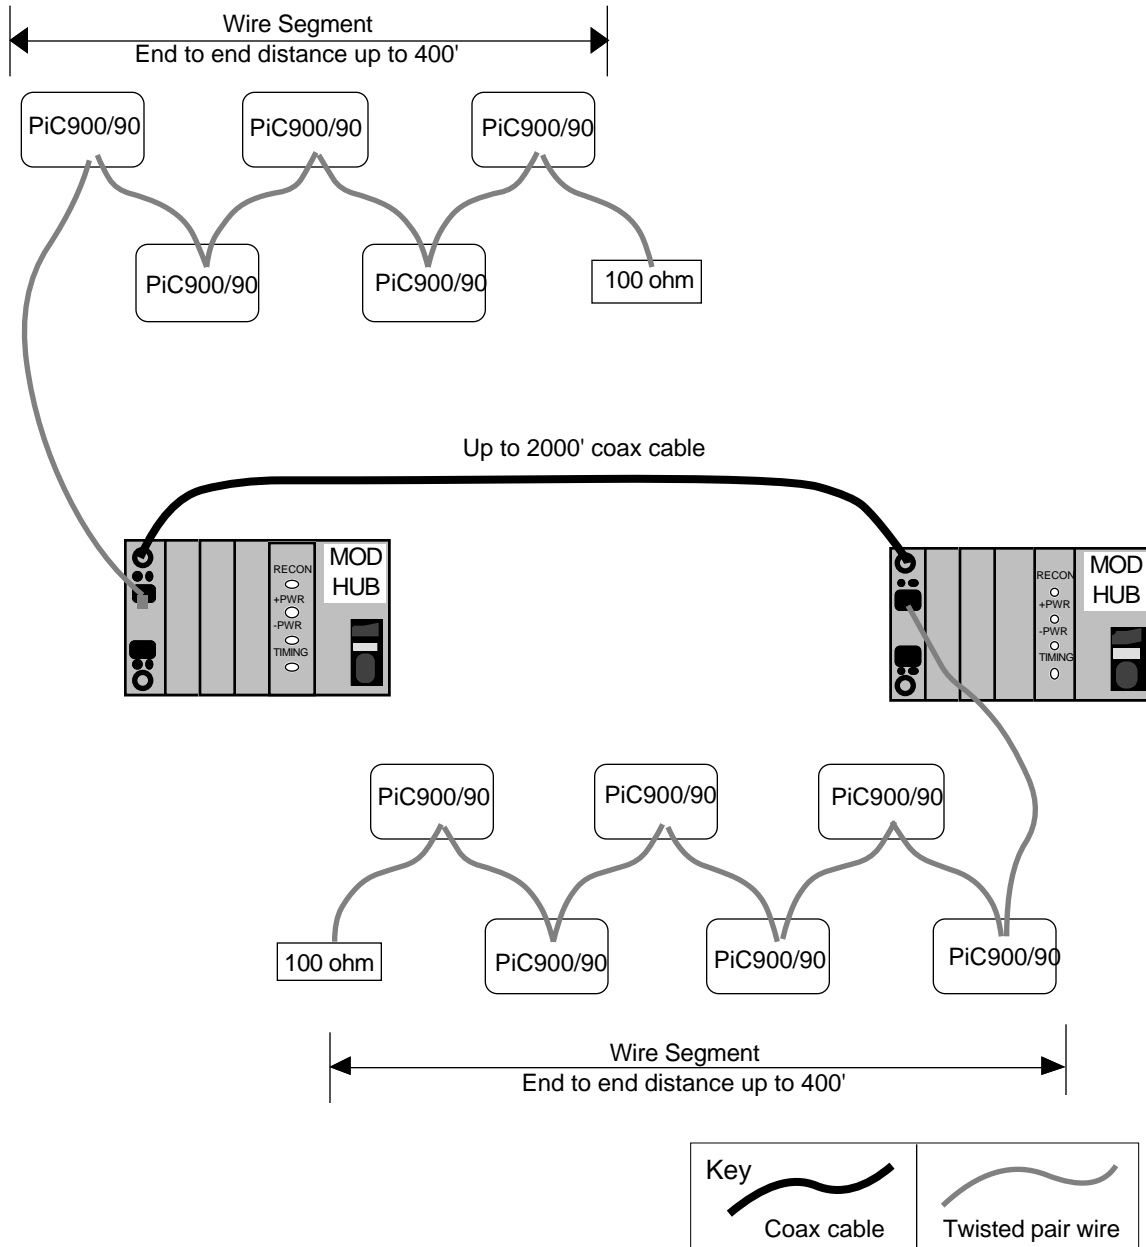 Wire Segment
End to end distance up to 400'
PiC900/90
PiC900/90
PiC900/90
PiC900/90
PiC900/90
100 ohm
Up to 2000' coax cable
RECON
+PWR
-PWR
TIMING
MOD
HUB
RECON
+PWR
-PWR
TIMING
MOD
HUB
PiC900/90
PiC900/90
PiC900/90
100 ohm
PiC900/90
PiC900/90
PiC900/90
Wire Segment
End to end distance up to 400'
Key
Coax cable
Twisted pair wire